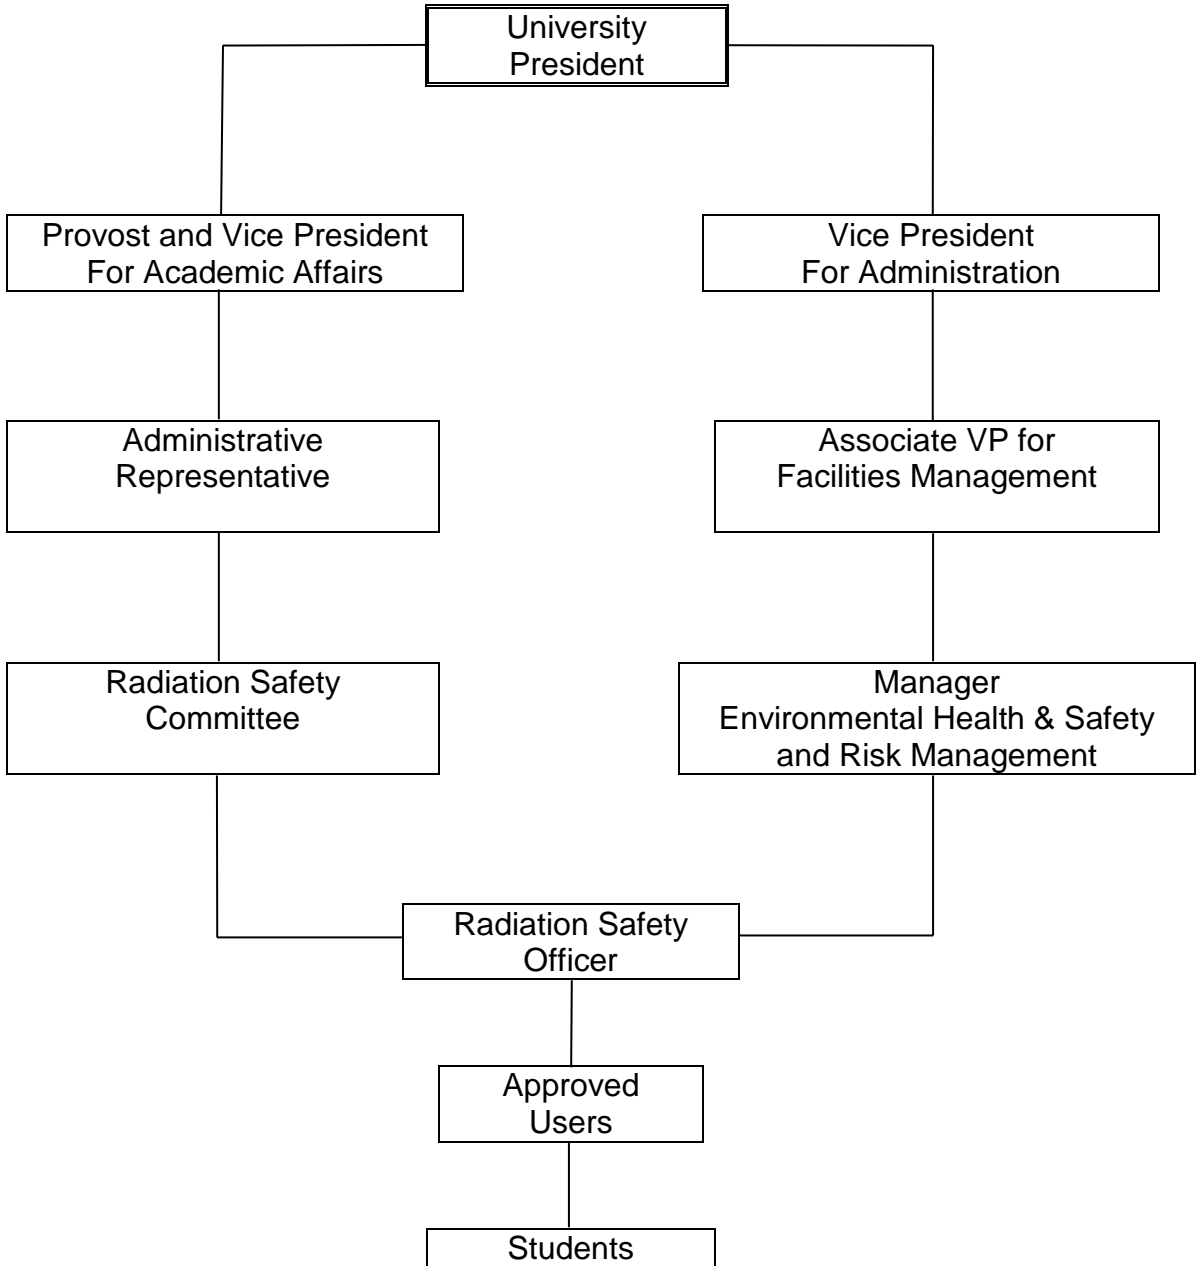 University
President
Provost and Vice President
For Academic Affairs
Vice President
For Administration
Administrative
Representative
Associate VP for
Facilities Management
Radiation Safety
Committee
Manager
Environmental Health & Safety
and Risk Management
Radiation Safety
Officer
Approved
Users
Students